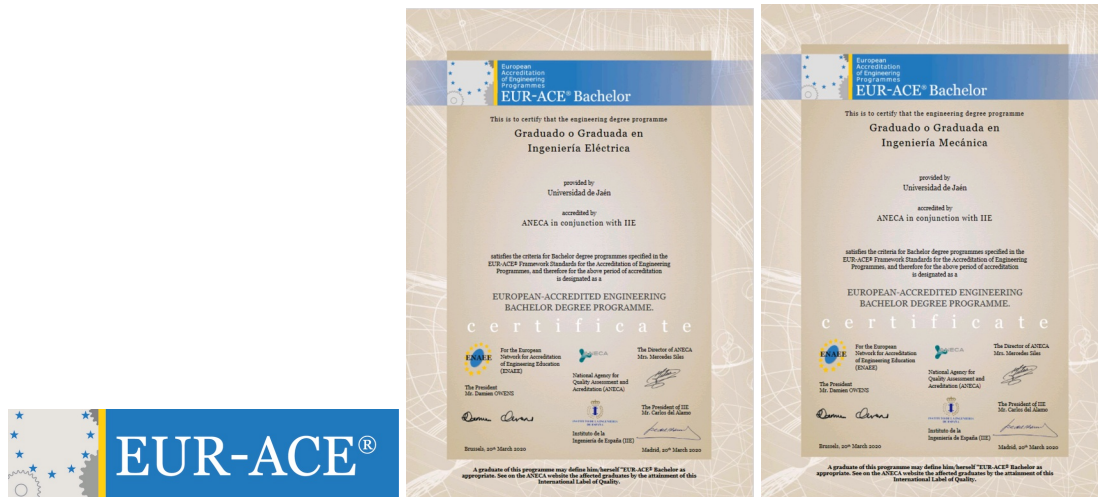 EUR-ACE®
European
Accreditation
of Engineering
Programmes
EUR-ACE® Bachelor
This is to certify that the engineering degree programme
Graduado o Graduada en
Ingeniería Eléctrica
provided by
Universidad de Jaén
accredited by
ANECA in conjunction with IIE
satisfies the criteria for Bachelor degree programmes specified in the
EUR-ACE® Framework Standards for the Accreditation of Engineering
Programmes, and therefore for the above period of accreditation
is designated as a
EUROPEAN-ACCREDITED ENGINEERING
BACHELOR DEGREE PROGRAMME.
certificate
ENAEE
For the European
Network for Accreditation
of Engineering Education
(ENAEE)
The President
Mr. Damien OWENS
Brussels, 20th March 2020
ANECA
National Agency for
Quality Assessment and
Acreditation (ANECA)
Instituto de la
Ingeniería de España (IIE)
The Director of ANECA
Mrs. Mercedes Siles
The President of IIE
Mr. Carlos del Alamo
Madrid, 20th March 2020
A graduate of this programme may define him/herself "EUR-ACE® Bachelor as
appropriate. See on the ANECA website the affected graduates by the attainment of this
International Label of Quality.
European
Accreditation
of Engineering
Programmes
EUR-ACE® Bachelor
This is to certify that the engineering degree programme
Graduado o Graduada en
Ingeniería Mecánica
provided by
Universidad de Jaén
accredited by
ANECA in conjunction with IIE
satisfies the criteria for Bachelor degree programmes specified in the
EUR-ACE® Framework Standards for the Accreditation of Engineering
Programmes, and therefore for the above period of accreditation
is designated as a
EUROPEAN-ACCREDITED ENGINEERING
BACHELOR DEGREE PROGRAMME.
certificate
ENAEE
For the European
Network for Accreditation
of Engineering Education
(ENAEE)
The President
Mr. Damien OWENS
Brussels, 20th March 2020
ANECA
National Agency for
Quality Assessment and
Acreditation (ANECA)
Instituto de la
Ingeniería de España (IIE)
The Director of ANECA
Mrs. Mercedes Siles
The President of IIE
Mr. Carlos del Alamo
Madrid, 20th March 2020
A graduate of this programme may define him/herself "EUR-ACE® Bachelor as
appropriate. See on the ANECA website the affected graduates by the attainment of this
International Label of Quality.